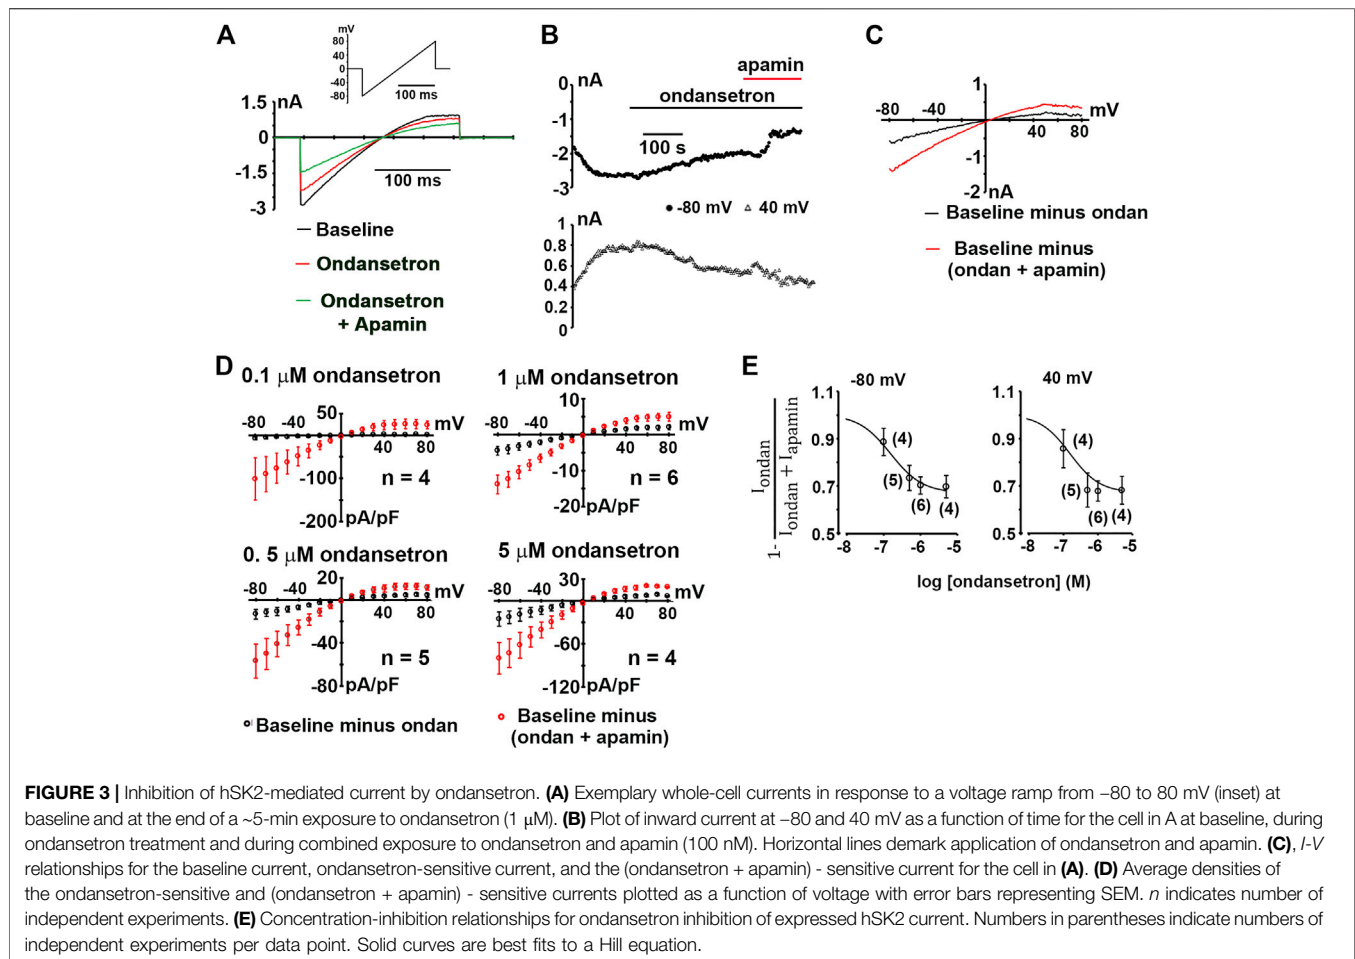 A
mV
80
40
0
-40
-80
100 ms
nA
1.5
0
-1.5
-3
100 ms
Baseline
Ondansetron
Ondansetron
+ Apamin
B
apamin
0
nA
ondansetron
-1
100 s
-2
-3
-80 mV
40 mV
nA
0.8
0.6
0.4
0.2
0
C
1
-80
-40
mV
40
80
-1
-2
nA
Baseline minus ondan
Baseline minus
(ondan + apamin)
D
0.1 μM ondansetron
50
-80
-40
mV
40
80
-100
n = 4
-200
pA/pF
1 μM ondansetron
10
-80
-40
mV
40
80
-10
n = 6
-20
pA/pF
0. 5 μM ondansetron
20
-80
-40
mV
40
80
-40
n = 5
-80
pA/pF
5 μM ondansetron
30
-80
-40
mV
40
80
-60
n = 4
-120
pA/pF
Baseline minus ondan
Baseline minus
(ondan + apamin)
E
-80 mV
1.1
0.9
0.7
0.5
(4)
(5)
(6)
(4)
-8
-7
-6
-5
1-
Iondan
Iondan + Iapamin
40 mV
1.1
0.9
0.7
0.5
(4)
(5)
(6)
(4)
-8
-7
-6
-5
log [ondansetron] (M)
FIGURE 3 | Inhibition of hSK2-mediated current by ondansetron. (A) Exemplary whole-cell currents in response to a voltage ramp from −80 to 80 mV (inset) at
baseline and at the end of a ~5-min exposure to ondansetron (1 μM). (B) Plot of inward current at −80 and 40 mV as a function of time for the cell in A at baseline, during
ondansetron treatment and during combined exposure to ondansetron and apamin (100 nM). Horizontal lines demark application of ondansetron and apamin. (C), I-V
relationships for the baseline current, ondansetron-sensitive current, and the (ondansetron + apamin) - sensitive current for the cell in (A). (D) Average densities of
the ondansetron-sensitive and (ondansetron + apamin) - sensitive currents plotted as a function of voltage with error bars representing SEM. n indicates number of
independent experiments. (E) Concentration-inhibition relationships for ondansetron inhibition of expressed hSK2 current. Numbers in parentheses indicate numbers of
independent experiments per data point. Solid curves are best fits to a Hill equation.